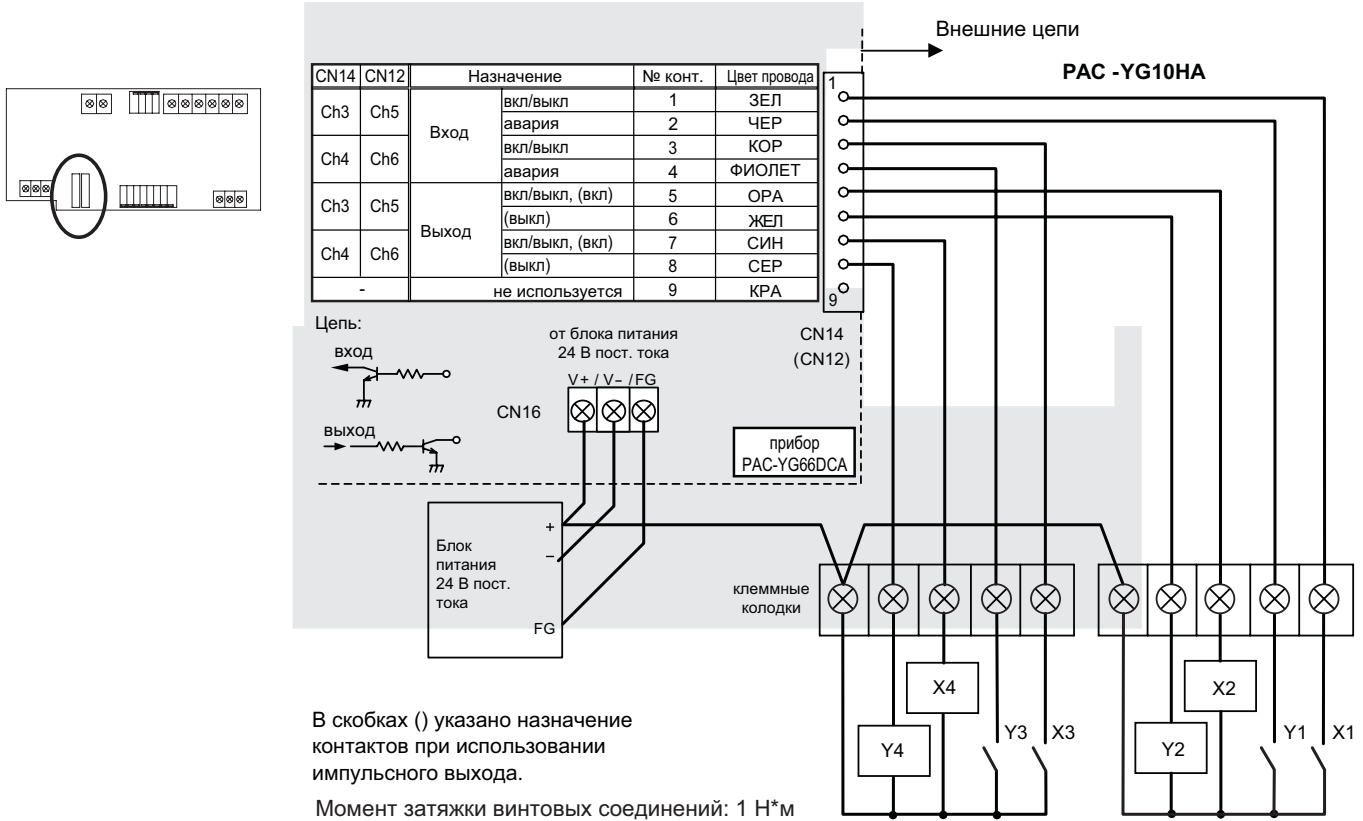 Внешние цепи
PAC -YG10HA
CN14 CN12 Назначение № конт. Цвет провода
Ch3 Ch5 Вход вкл/выкл 1 ЗЕЛ
авария 2 ЧЕР
Ch4 Ch6 вкл/выкл 3 КОР
авария 4 ФИОЛЕТ
Ch3 Ch5 Выход вкл/выкл, (вкл) 5 ОРА
(выкл) 6 ЖЕЛ
Ch4 Ch6 вкл/выкл, (вкл) 7 СИН
(выкл) 8 СЕР
- не используется 9 КРА
1
9
CN14
(CN12)
Цепь:
вход
выход
от блока питания
24 В пост. тока
V+ / V– / FG
CN16
прибор
PAC-YG66DCA
Блок
питания
24 В пост.
тока
+
–
FG
клеммные
колодки
X4
Y4
Y3
X3
X2
Y2
Y1
X1
В скобках () указано назначение
контактов при использовании
импульсного выхода.
Момент затяжки винтовых соединений: 1 Н*м